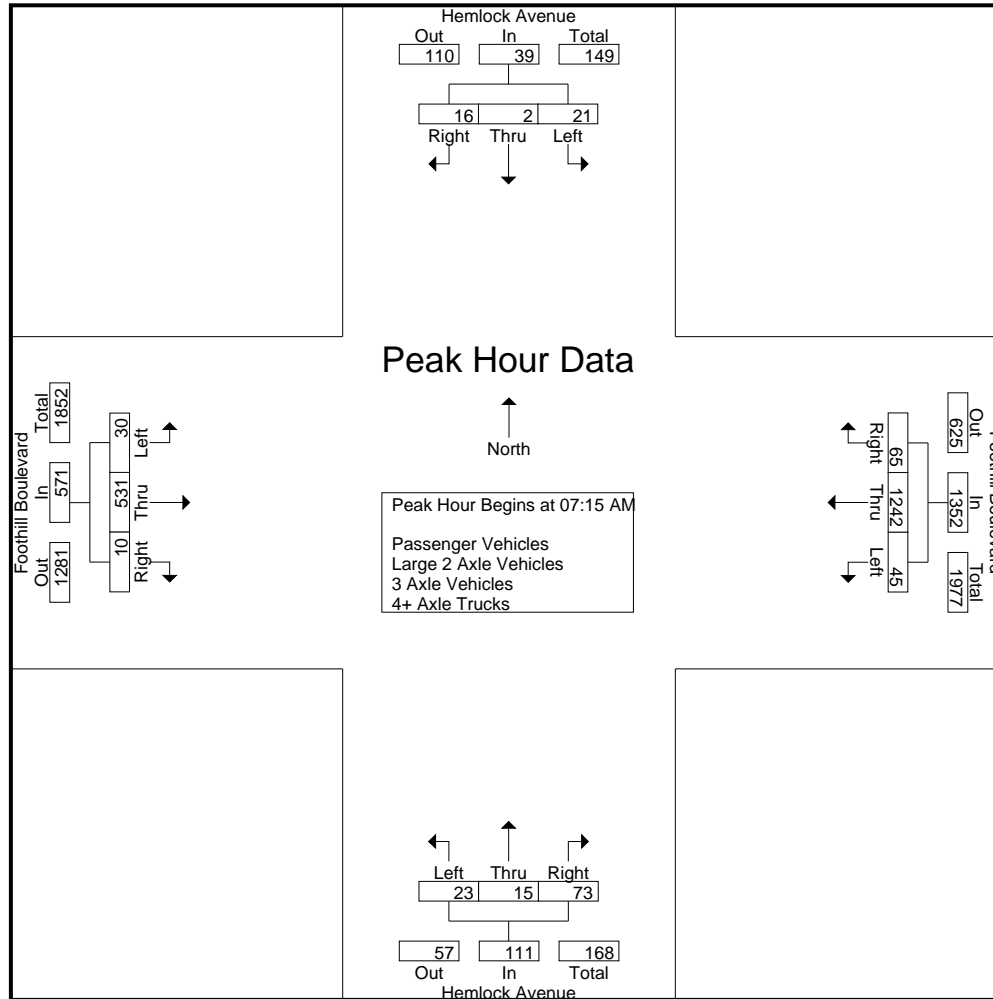 Hemlock Avenue
Out In Total
110 39 149
16 2 21
Right Thru Left
Peak Hour Data
North
Peak Hour Begins at 07:15 AM
Passenger Vehicles
Large 2 Axle Vehicles
3 Axle Vehicles
4+ Axle Trucks
Foothill Boulevard
Out In Total
1281 571 1852
10 531 30
Right Thru Left
Boulevard
Out In Total
625 1352 1977
65 1242 45
Right Thru Left
Left Thru Right
23 15 73
57 111 168
Out In Total
Hemlock Avenue